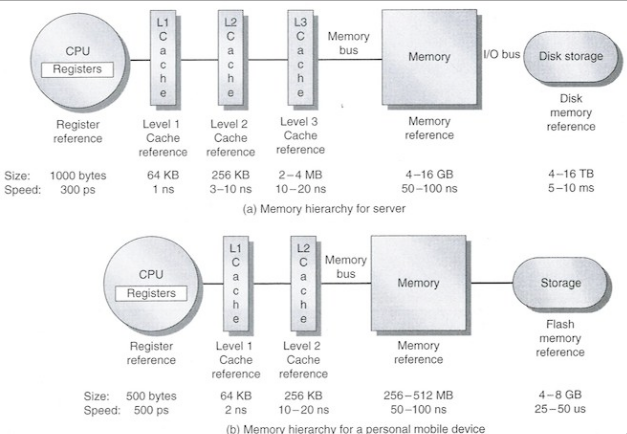 CPU
Registers
L1 Cache
L2 Cache
L3 Cache
Memory bus
Memory
I/O bus
Disk storage
Register reference
Level 1 Cache reference
Level 2 Cache reference
Level 3 Cache reference
Memory reference
Disk memory reference
Size: 1000 bytes 64 KB 256 KB 2–4 MB 4–16 GB 4–16 TB
Speed: 300 ps 1 ns 3–10 ns 10–20 ns 50–100 ns 5–10 ms
(a) Memory hierarchy for server
CPU
Registers
L1 Cache
L2 Cache
Memory bus
Memory
Storage
Register reference
Level 1 Cache reference
Level 2 Cache reference
Memory reference
Flash memory reference
Size: 500 bytes 64 KB 256 KB 256–512 MB 4–8 GB
Speed: 500 ps 2 ns 10–20 ns 50–100 ns 25–50 us
(b) Memory hierarchy for a personal mobile device